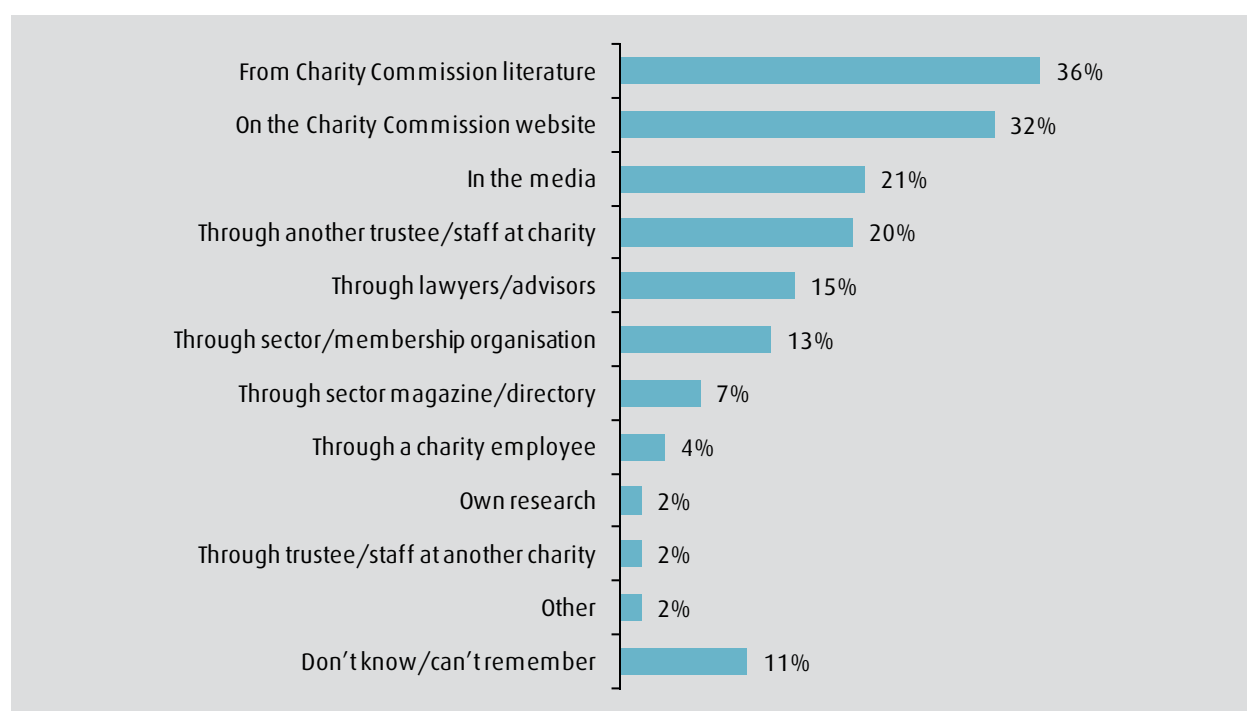 From Charity Commission literature 36%
On the Charity Commission website 32%
In the media 21%
Through another trustee/staff at charity 20%
Through lawyers/advisors 15%
Through sector/membership organisation 13%
Through sector magazine/directory 7%
Through a charity employee 4%
Own research 2%
Through trustee/staff at another charity 2%
Other 2%
Don't know/can't remember 11%